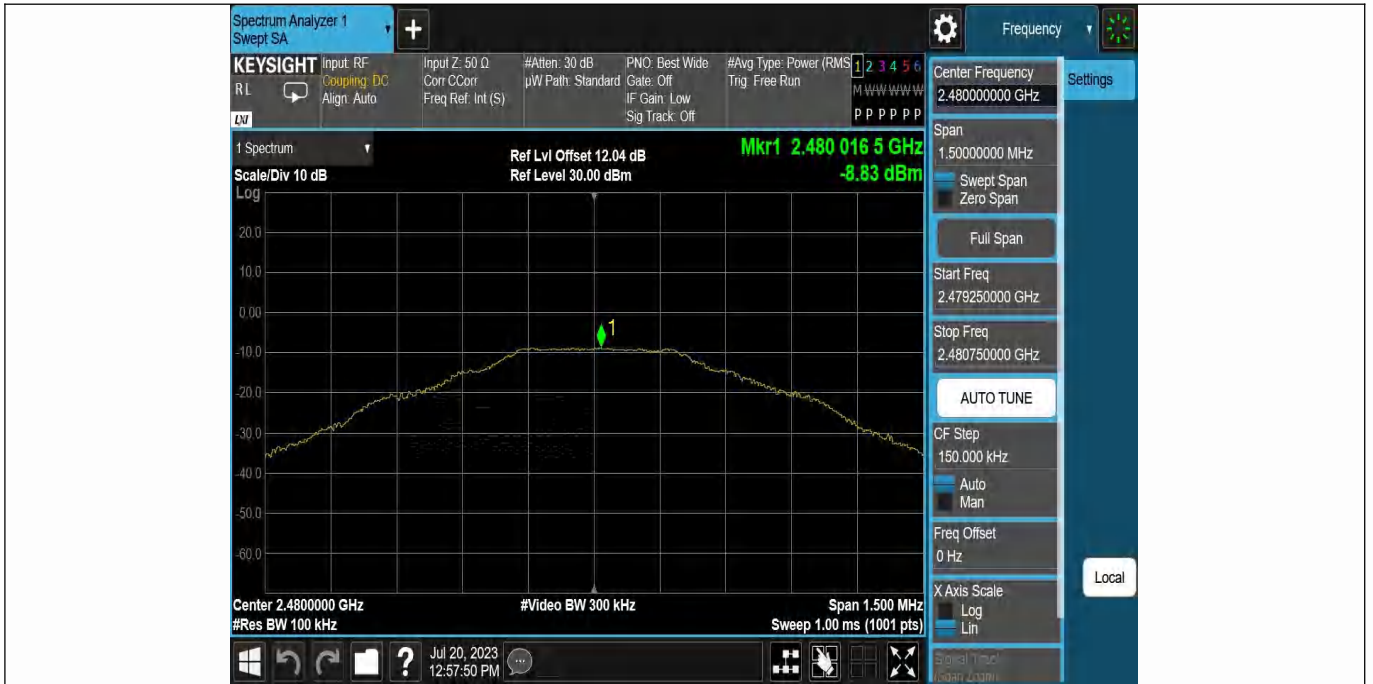 Spectrum Analyzer 1
Swept SA
+
Frequency
KEYSIGHT
RL
LXI
Input: RF
Coupling: DC
Align: Auto
Input Z: 50 Ω
Corr CCorr
Freq Ref: Int (S)
#Atten: 30 dB
µW Path: Standard
PNO: Best Wide
Gate: Off
IF Gain: Low
Sig Track: Off
#Avg Type: Power (RMS
Trig: Free Run
1 2 3 4 5 6
M W W W W W
P P P P P P
1 Spectrum
Scale/Div 10 dB
Ref Lvl Offset 12.04 dB
Ref Level 30.00 dBm
Mkr1 2.480 016 5 GHz
-8.83 dBm
Log
20.0
10.0
0.00
-10.0
-20.0
-30.0
-40.0
-50.0
-60.0
1
Center 2.4800000 GHz
#Res BW 100 kHz
#Video BW 300 kHz
Span 1.500 MHz
Sweep 1.00 ms (1001 pts)
Jul 20, 2023
12:57:50 PM
Center Frequency
2.480000000 GHz
Settings
Span
1.50000000 MHz
Swept Span
Zero Span
Full Span
Start Freq
2.479250000 GHz
Stop Freq
2.480750000 GHz
AUTO TUNE
CF Step
150.000 kHz
Auto
Man
Freq Offset
0 Hz
X Axis Scale
Log
Lin
Local
Signal Track
(Span Zoom)